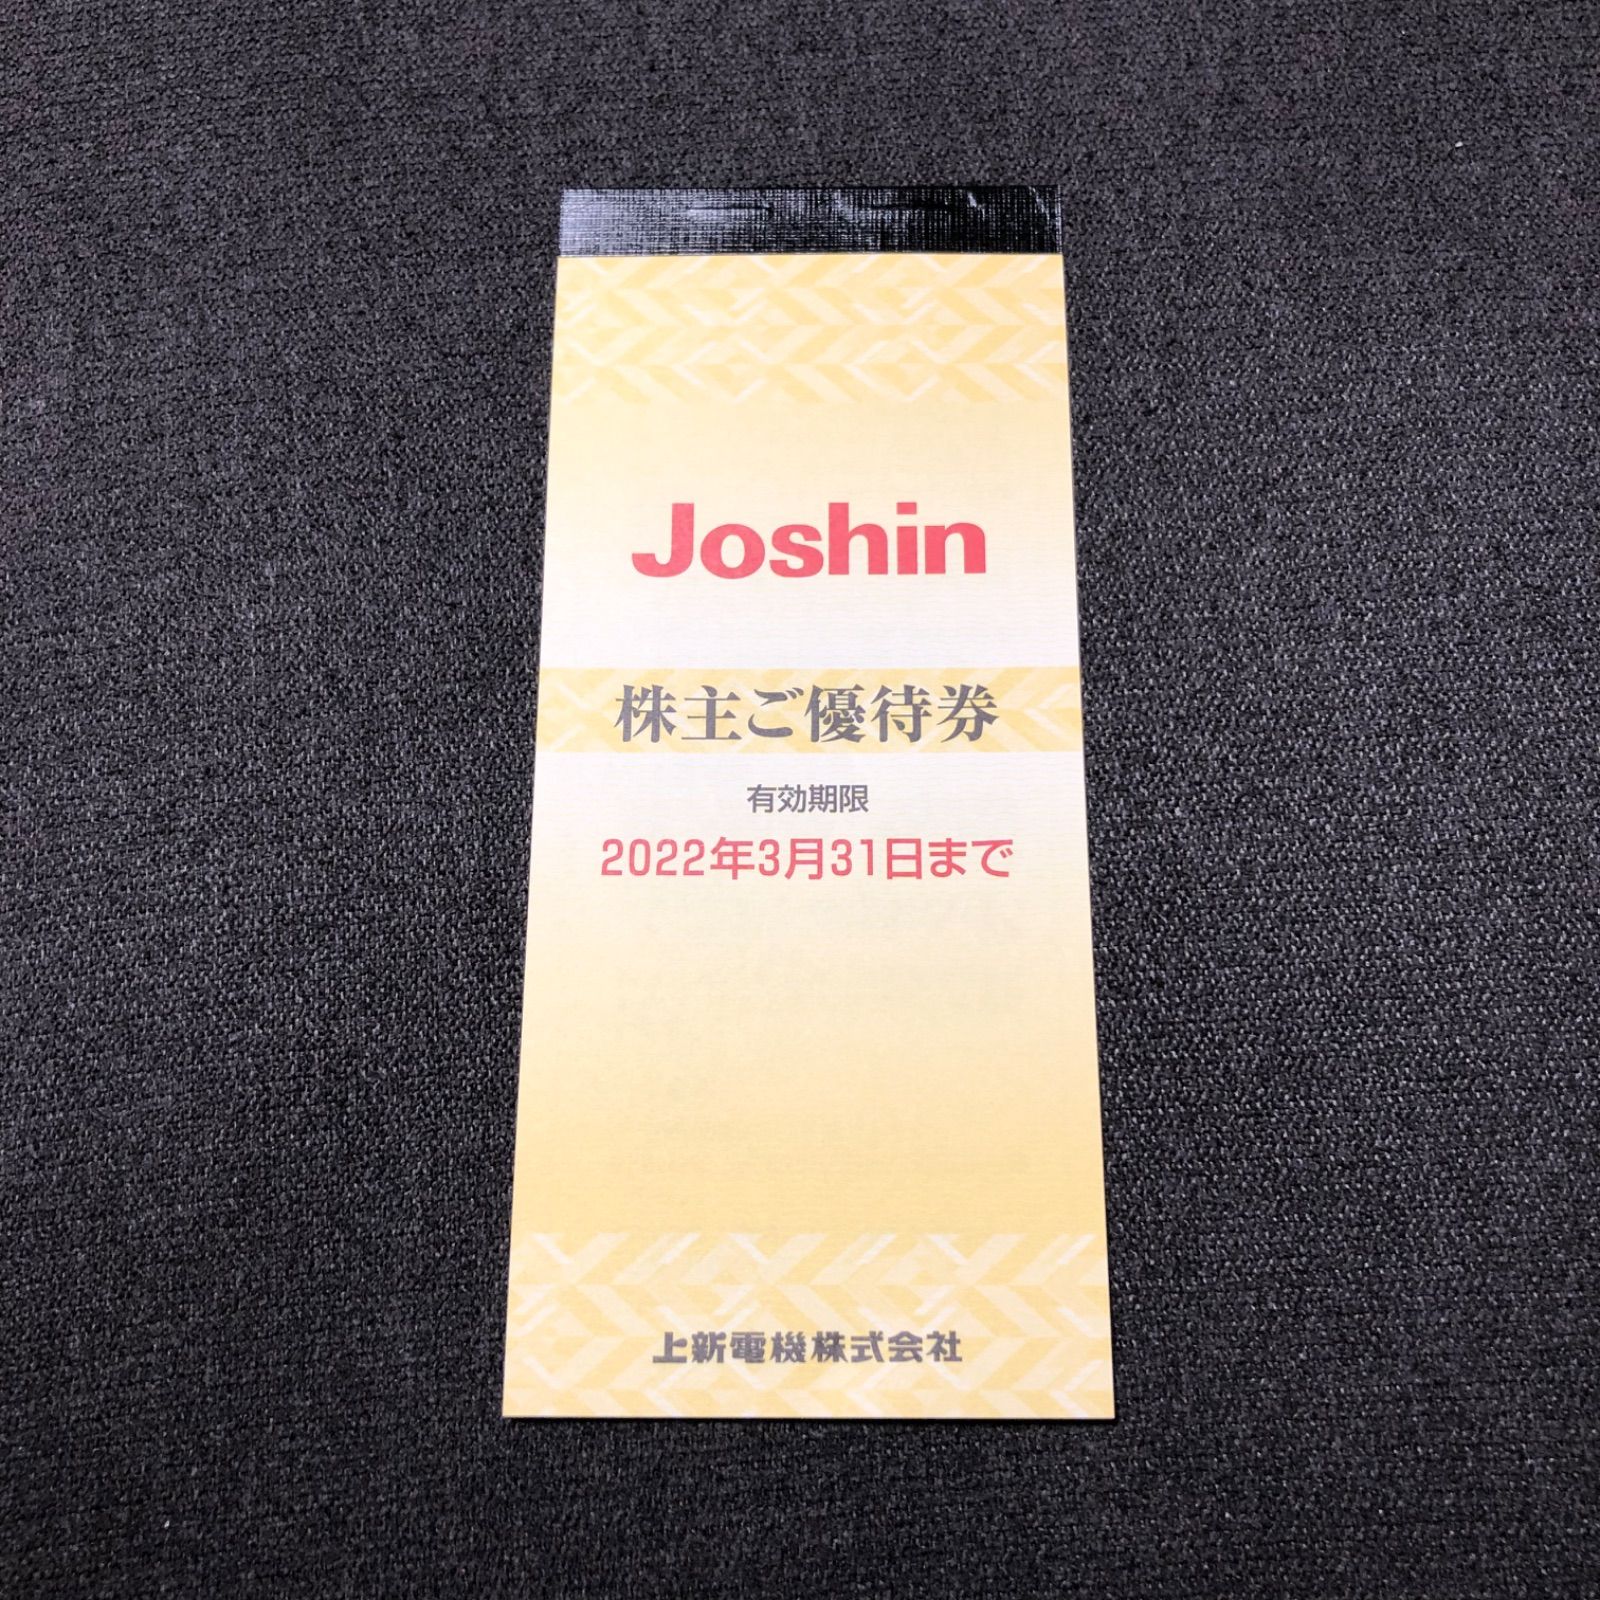 Joshin
株主ご優待券
有効期限
2022年3月31日まで
上新電機株式会社